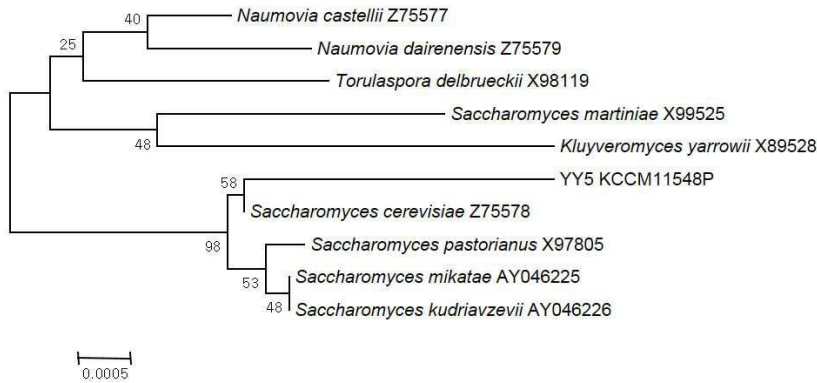 40
Naumovia castellii Z75577
25
Naumovia dairenensis Z75579
Torulaspora delbrueckii X98119
Saccharomyces martiniae X99525
48
Kluyveromyces yarrowii X89528
58
YY5 KCCM11548P
Saccharomyces cerevisiae Z75578
98
Saccharomyces pastorianus X97805
53
Saccharomyces mikatae AY046225
48
Saccharomyces kudriavzevii AY046226
0.0005